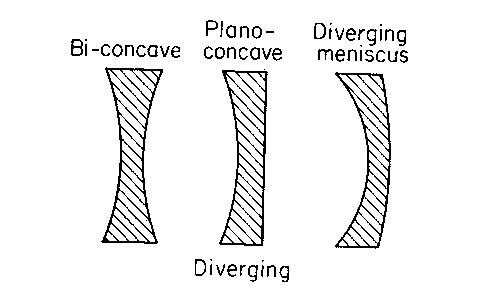 Bi-concave
Plano-
concave
Diverging
meniscus
Diverging